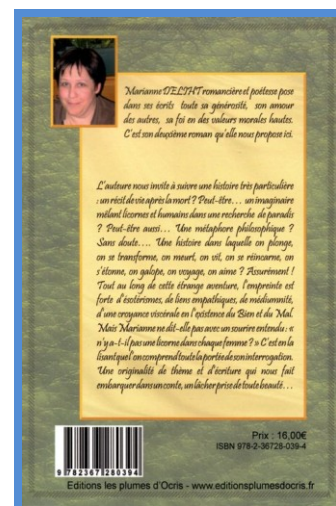 Marianne DELIHT romancière et poétesse pose
dans ses écrits toute sa générosité, son amour
des autres, sa foi en des valeurs morales hautes.
C'est son deuxième roman qu'elle nous propose ici.
L'auteure nous invite à suivre une histoire très particulière
: un récit de vie après la mort ? Peut-être… un imaginaire
mêlant licornes et humains dans une recherche de paradis
? Peut-être aussi… Une métaphore philosophique ?
Sans doute…. Une histoire dans laquelle on plonge,
on se transforme, on meurt, on vit, on se réincarne, on
s'étonne, on galope, on voyage, on aime ? Assurément !
Tout au long de cette étrange aventure, l'empreinte est
forte d'ésotérismes, de liens empathiques, de médiumnité,
d'une croyance viscérale en l'existence du Bien et du Mal.
Mais Marianne ne dit-elle pas avec un sourire entendu : «
n'y a-t-il pas une licorne dans chaque femme ? » C'est en la
lisant que l'on comprend toute la portée de son interrogation.
Une originalité de thème et d'écriture qui nous fait
embarquer dans un conte, un lâcher prise de toute beauté…
Prix : 16,00€
ISBN 978-2-36728-039-4
9 782367 280394
Editions les plumes d'Ocris - www.editionsplumesdocris.com